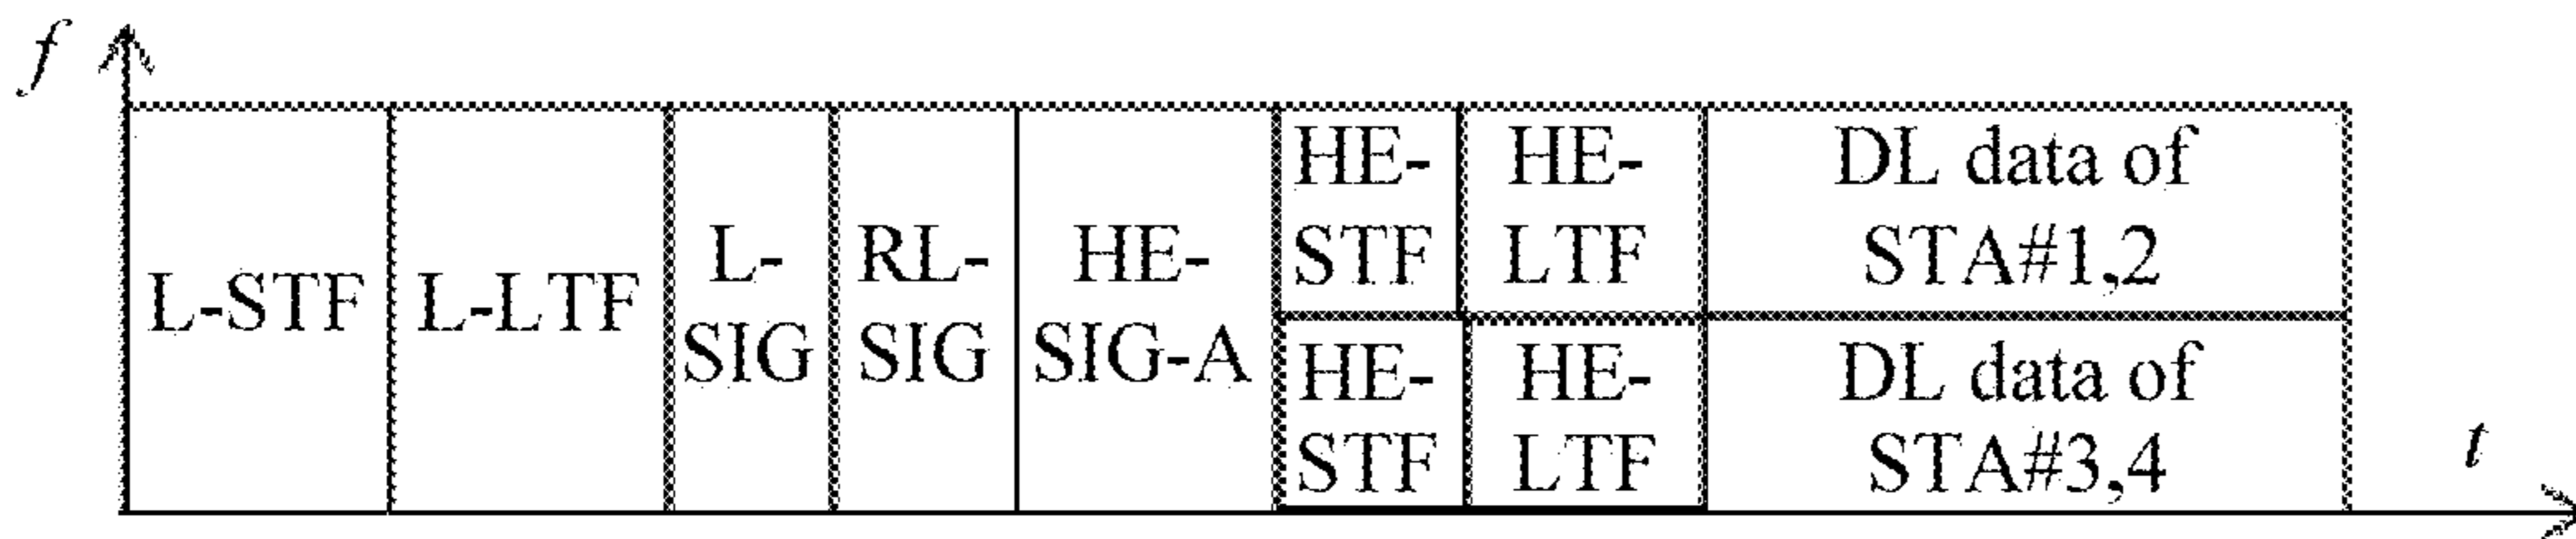 f
L-STF
L-LTF
L-
SIG
RL-
SIG
HE-
SIG-A
HE-
STF
HE-
LTF
DL data of
STA#1,2
HE-
STF
HE-
LTF
DL data of
STA#3,4
t